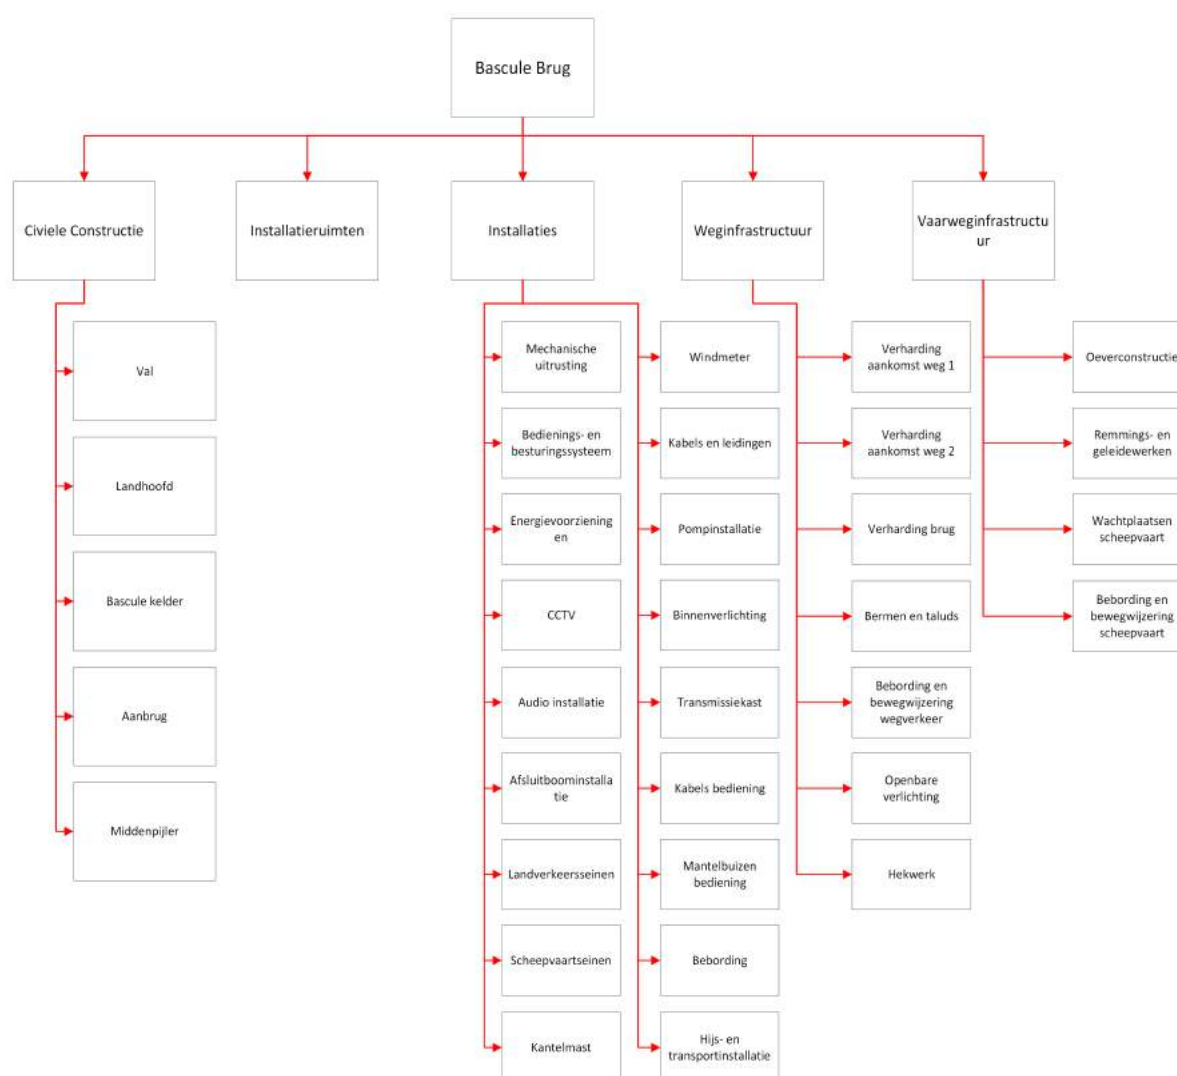 Bascule Brug
Civiele Constructie
Installatieruimten
Installaties
Weginfrastructuur
Vaarweginfrastructu
ur
Val
Landhoofd
Bascule kelder
Aanbrug
Middenpijler
Mechanische
uitrusting
Bedienings- en
besturingssysteem
Energievoorziening
en
CCTV
Audio installatie
Afsluitboominstalla
tie
Landverkeersseinen
Scheepvaartseinen
Kantelmast
Windmeter
Kabels en leidingen
Pompinstallatie
Binnenverlichting
Transmissiekast
Kabels bediening
Mantelbuizen
bediening
Bebording
Hijs- en
transportinstallatie
Verharding
aankomst weg 1
Verharding
aankomst weg 2
Verharding brug
Bermen en taluds
Bebording en
bewegwijzering
wegverkeer
Openbare
verlichting
Hekwerk
Oeverconstructie
Remmings- en
geleidewerken
Wachtplaatsen
scheepvaart
Bebording en
bewegwijzering
scheepvaart